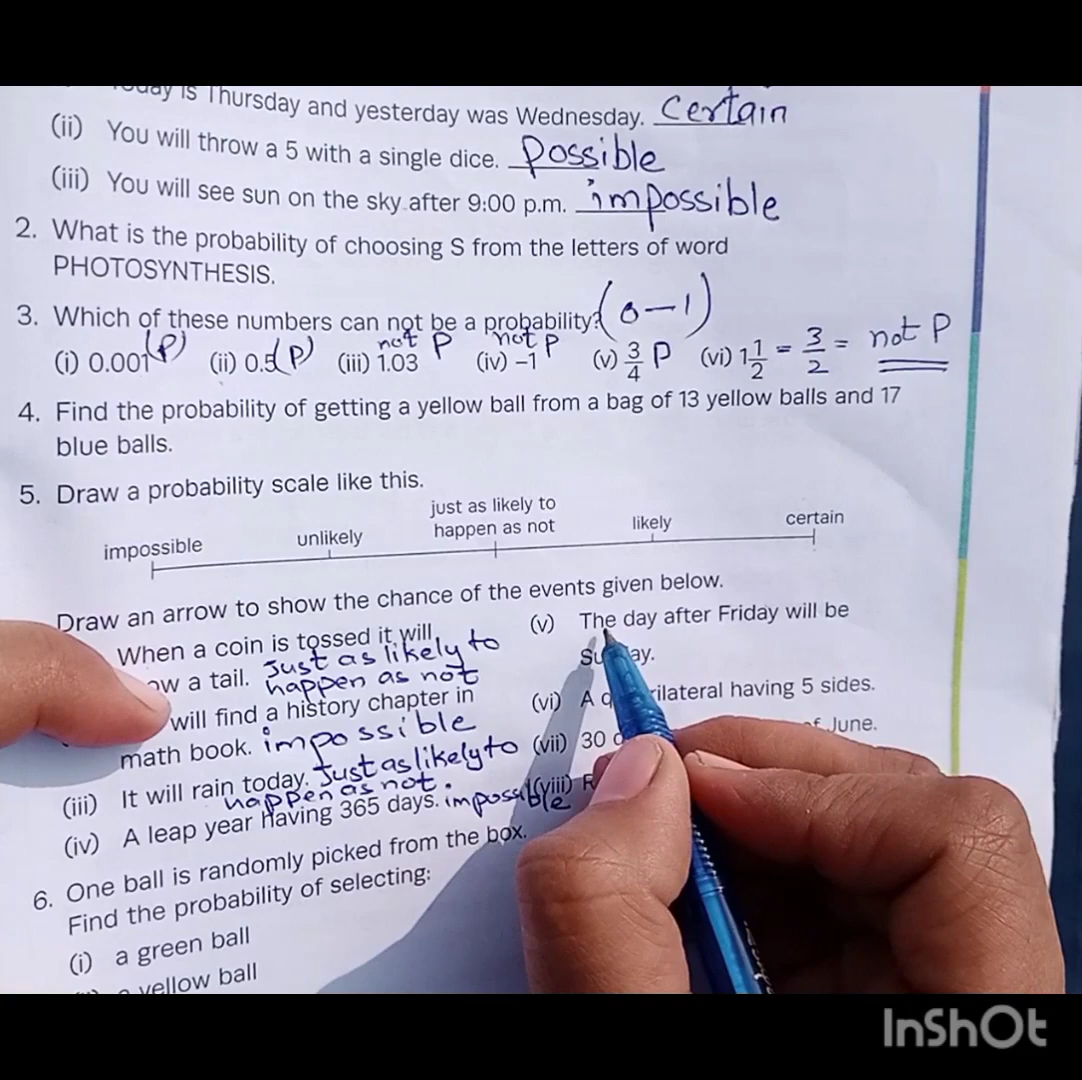 is Thursday and yesterday was Wednesday. Certain
(ii) You will throw a 5 with a single dice. possible
(iii) You will see sun on the sky after 9:00 p.m. impossible
2. What is the probability of choosing S from the letters of word
PHOTOSYNTHESIS.
3. Which of these numbers can not be a probability? (0-1)
(i) 0.001 (P) (ii) 0.5 (P) (iii) 1.03 not P (iv) -1 not P (v) 3/4 P (vi) 1 1/2 = 3/2 = not P
4. Find the probability of getting a yellow ball from a bag of 13 yellow balls and 17
blue balls.
5. Draw a probability scale like this.
impossible unlikely just as likely to happen as not likely certain
Draw an arrow to show the chance of the events given below.
When a coin is tossed it will
a tail. Just as likely to happen as not
will find a history chapter in
math book. impossible
(iii) It will rain today. Just as likely to happen as not.
(iv) A leap year having 365 days. impossible
(v) The day after Friday will be
(vi) A having 5 sides.
(vii) 30 June.
(viii)
6. One ball is randomly picked from the box.
Find the probability of selecting:
(i) a green ball
yellow ball
InShOt